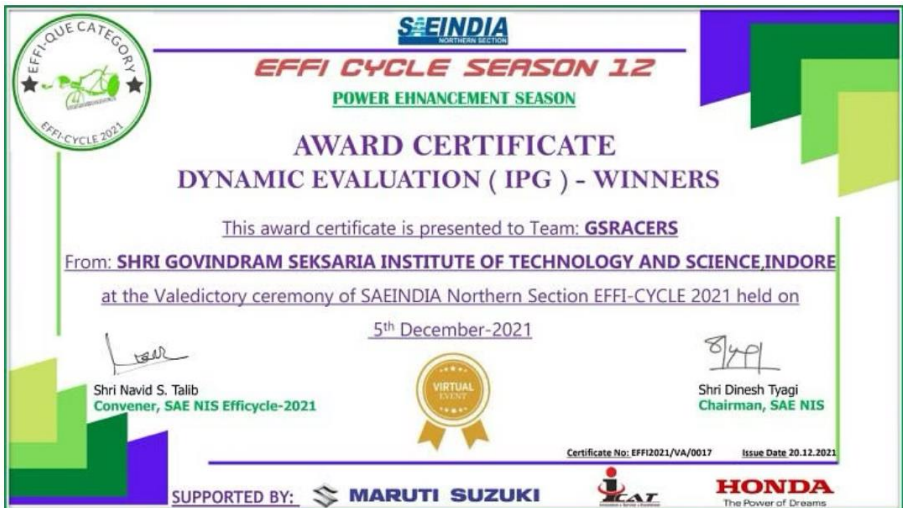 SAEINDIA
NORTHERN SECTION
EFFI-QUE CATEGORY
EFFI-CYCLE 2021
EFFI CYCLE SEASON 12
POWER EHNANCEMENT SEASON
AWARD CERTIFICATE
DYNAMIC EVALUATION ( IPG ) - WINNERS
This award certificate is presented to Team: GSRACERS
From: SHRI GOVINDRAM SEKSARIA INSTITUTE OF TECHNOLOGY AND SCIENCE,INDORE
at the Valedictory ceremony of SAEINDIA Northern Section EFFI-CYCLE 2021 held on
5th December-2021
Shri Navid S. Talib
Convener, SAE NIS Efficycle-2021
VIRTUAL
EVENT
Shri Dinesh Tyagi
Chairman, SAE NIS
Certificate No: EFFI2021/VA/0017 Issue Date 20.12.2021
SUPPORTED BY: MARUTI SUZUKI
iCAT
HONDA
The Power of Dreams